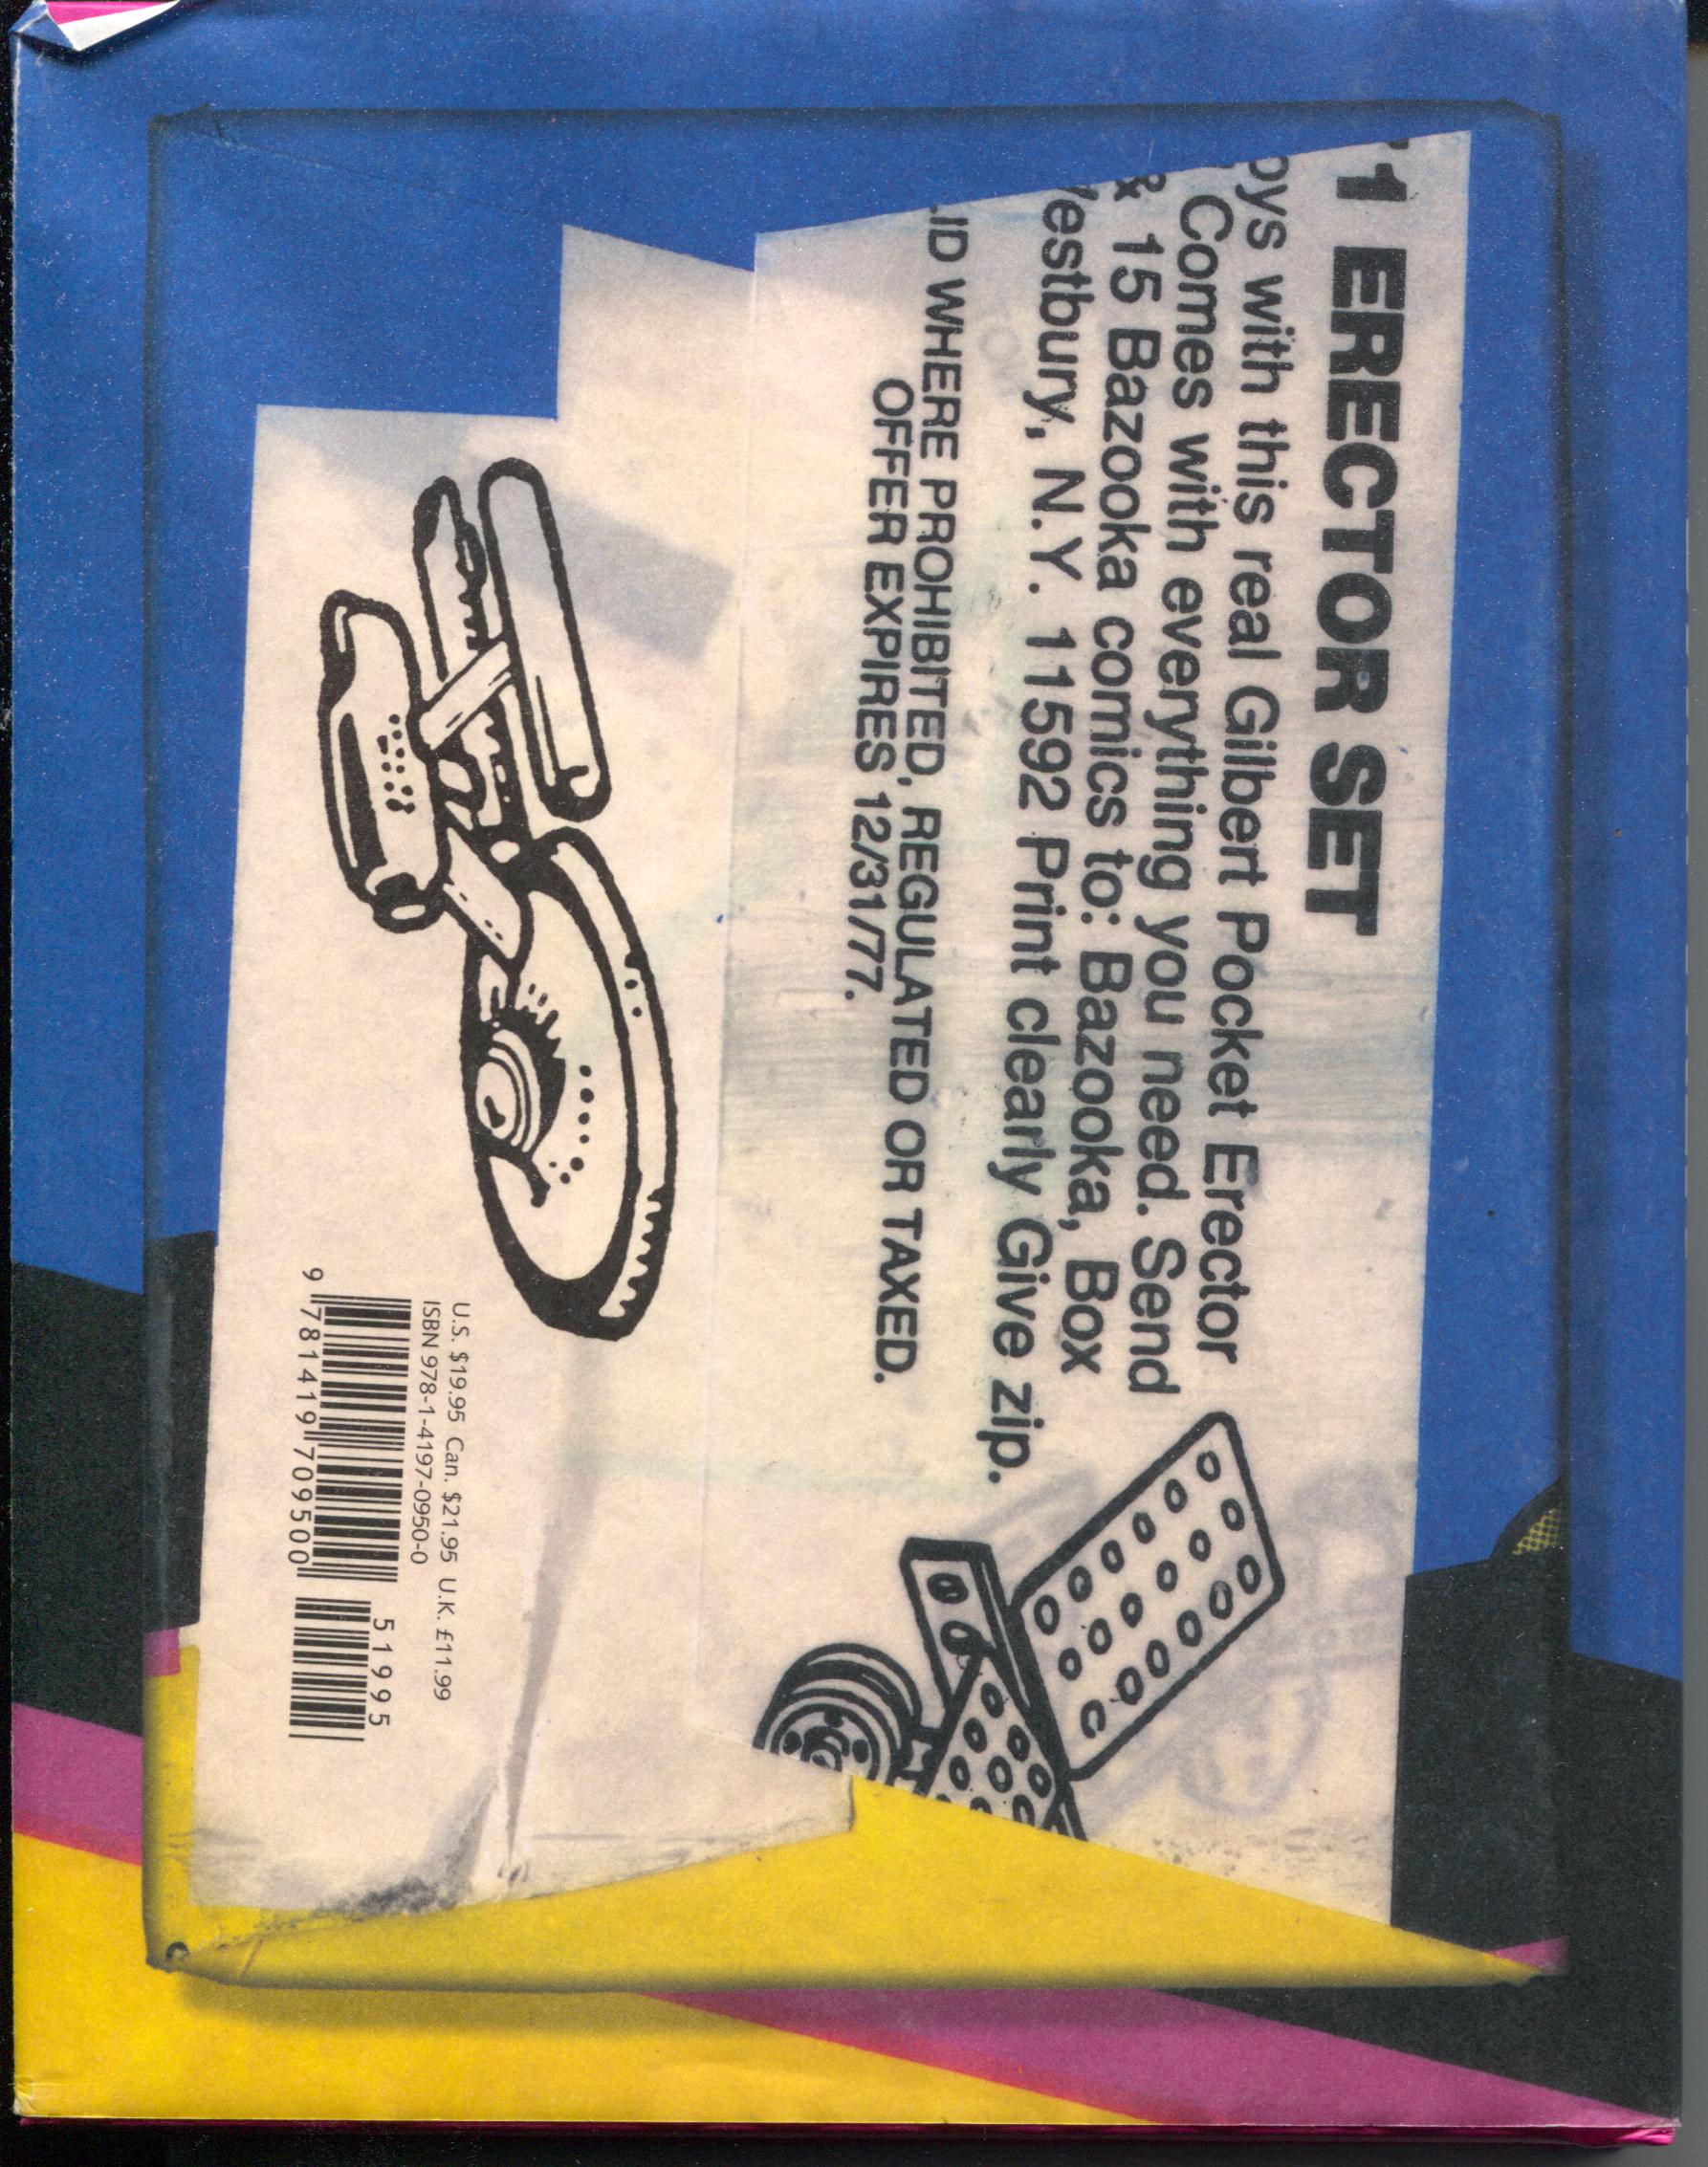 '1 ERECTOR SET
oys with this real Gilbert Pocket Erector
Comes with everything you need. Send
& 15 Bazooka comics to: Bazooka, Box
estbury, N.Y. 11592 Print clearly Give zip.
ID WHERE PROHIBITED, REGULATED OR TAXED.
OFFER EXPIRES 12/31/77.
U.S. $19.95 Can. $21.95 U.K. £11.99
ISBN 978-1-4197-0950-0
51995
9 781419 709500